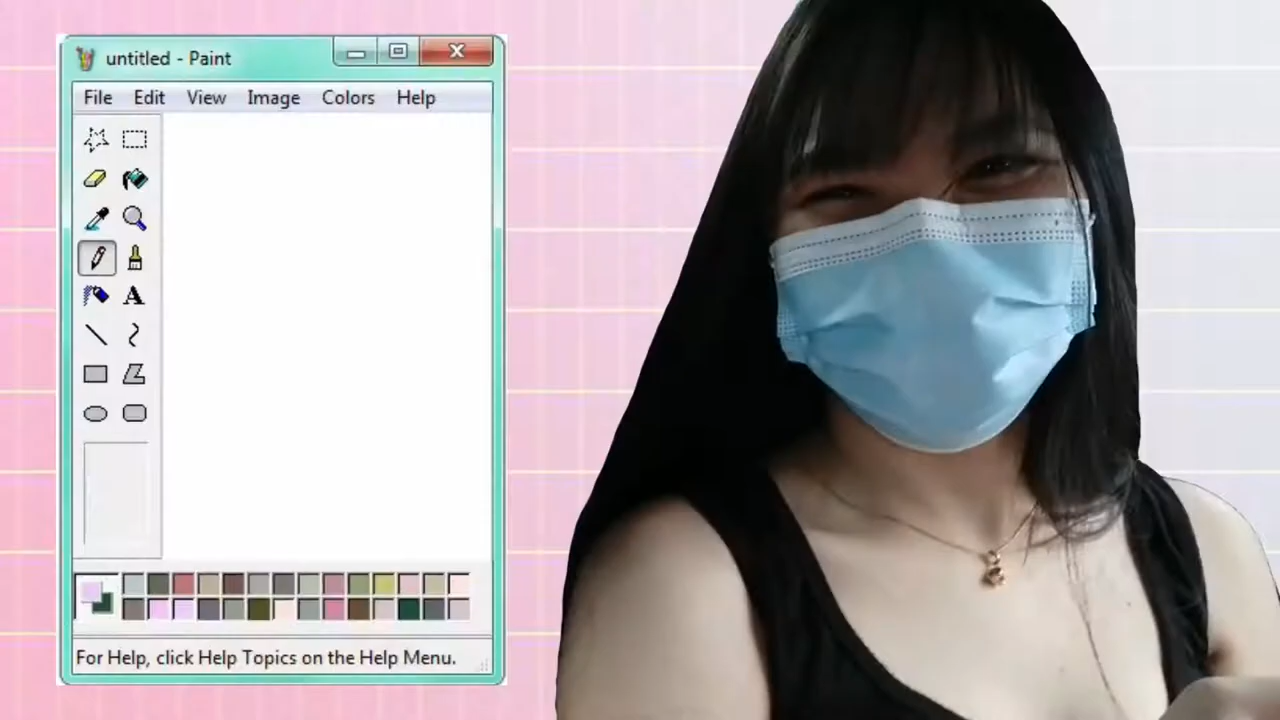 untitled - Paint
File Edit View Image Colors Help
A
For Help, click Help Topics on the Help Menu.